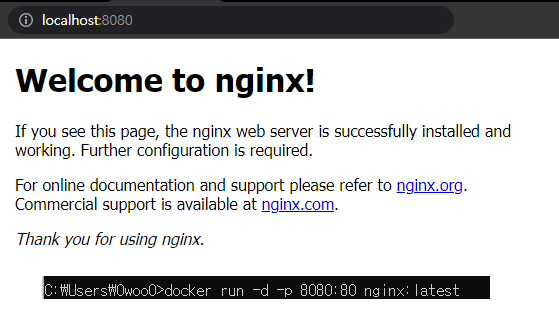 localhost:8080
Welcome to nginx!
If you see this page, the nginx web server is successfully installed and
working. Further configuration is required.
For online documentation and support please refer to nginx.org.
Commercial support is available at nginx.com.
Thank you for using nginx.
C:₩Users₩OwooO>docker run -d -p 8080:80 nginx:latest